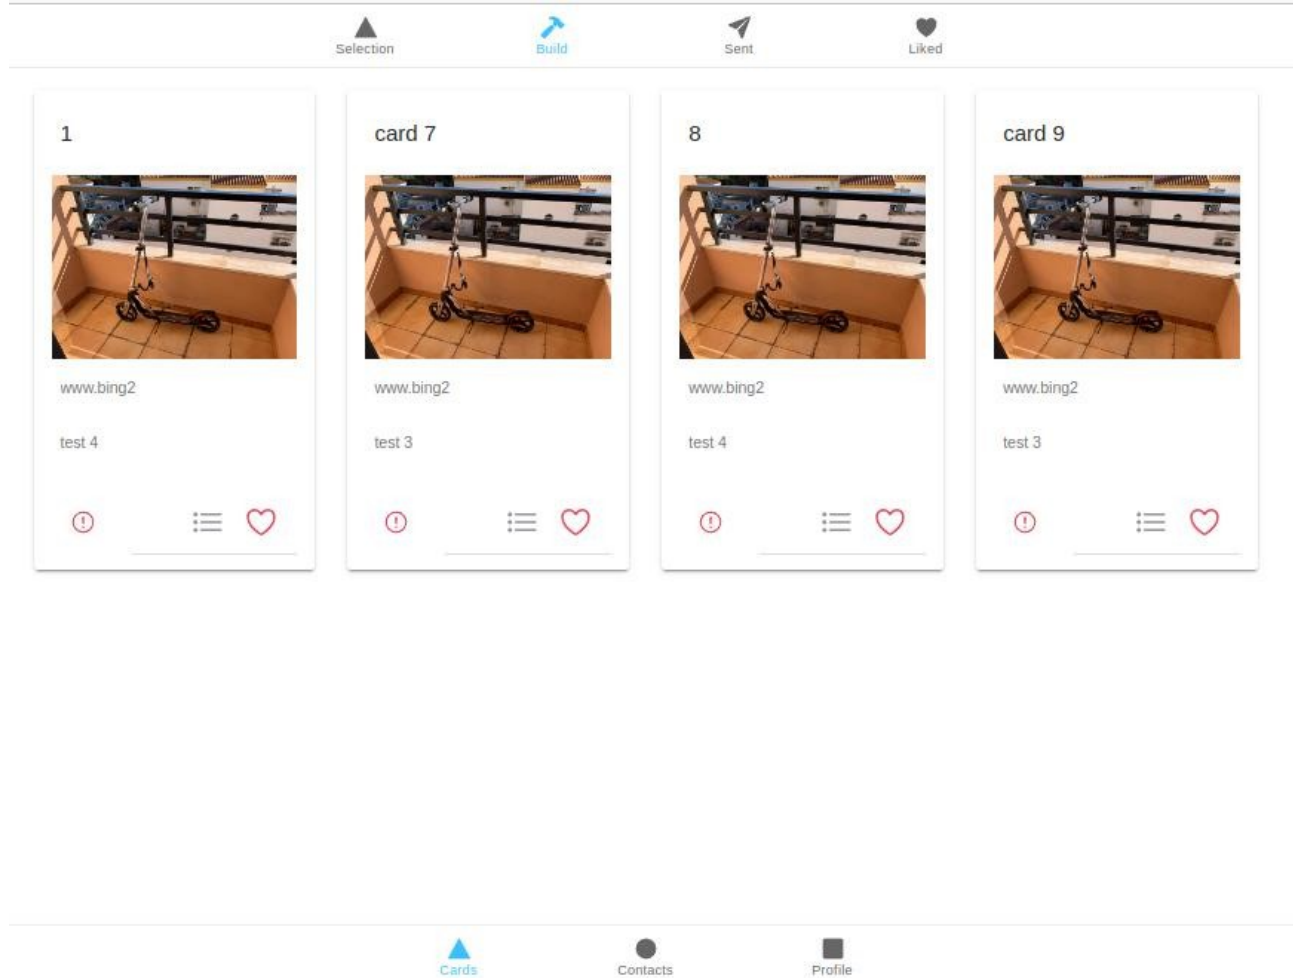 Selection Build Sent Liked
1 card 7 8 card 9
www.bing2 www.bing2 www.bing2 www.bing2
test 4 test 3 test 4 test 3
Cards Contacts Profile